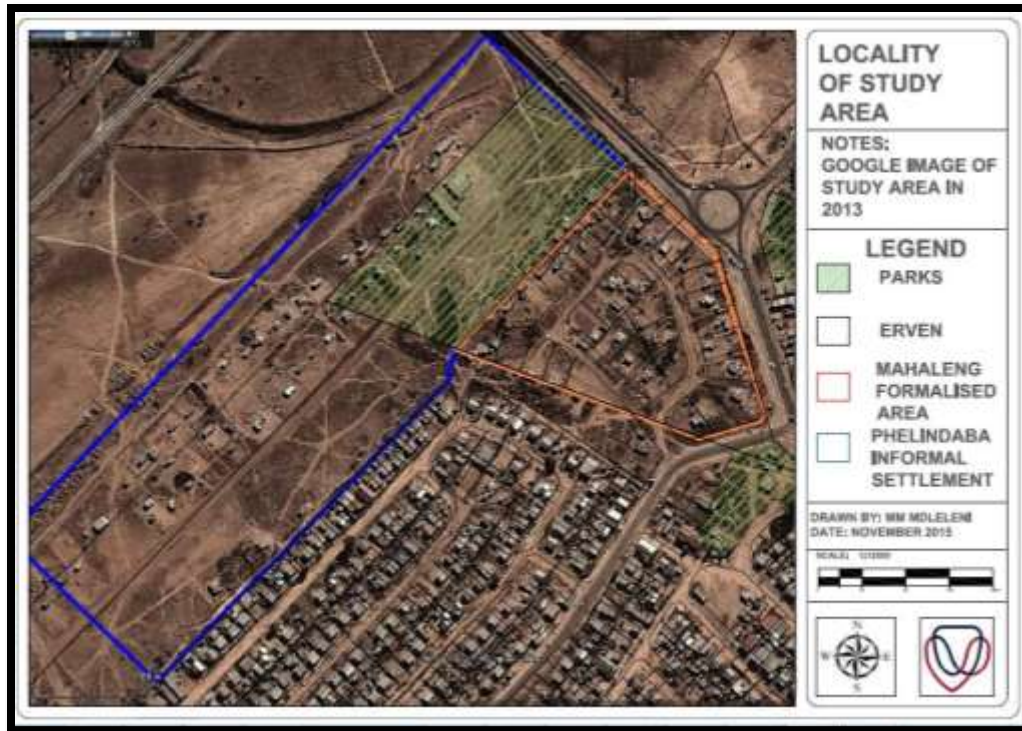 LOCALITY
OF STUDY
AREA
NOTES:
GOOGLE IMAGE OF
STUDY AREA IN
2013
LEGEND
PARKS
ERVEN
MAHALENG
FORMALISED
AREA
PHELINDABA
INFORMAL
SETTLEMENT
DRAWN BY: MM MDLELENI
DATE: NOVEMBER 2015
SCALE:
N
W E
S